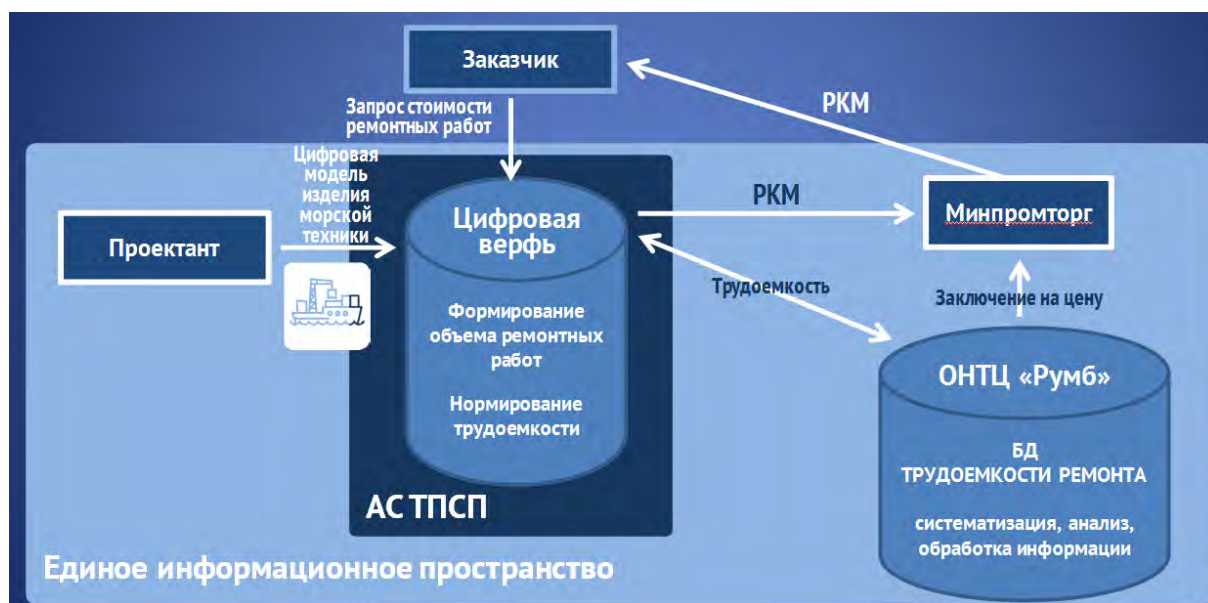 Заказчик
РКМ
Запрос стоимости
ремонтных работ
Цифровая
модель
изделия
морской
техники
Проектант
Цифровая
верфь
Формирование
объема ремонтных
работ
Нормирование
трудоемкости
АС ТПСП
РКМ
Минпромторг
Трудоемкость
Заключение на цену
ОНТЦ «Румб»
БД
ТРУДОЕМКОСТИ РЕМОНТА
систематизация, анализ,
обработка информации
Единое информационное пространство